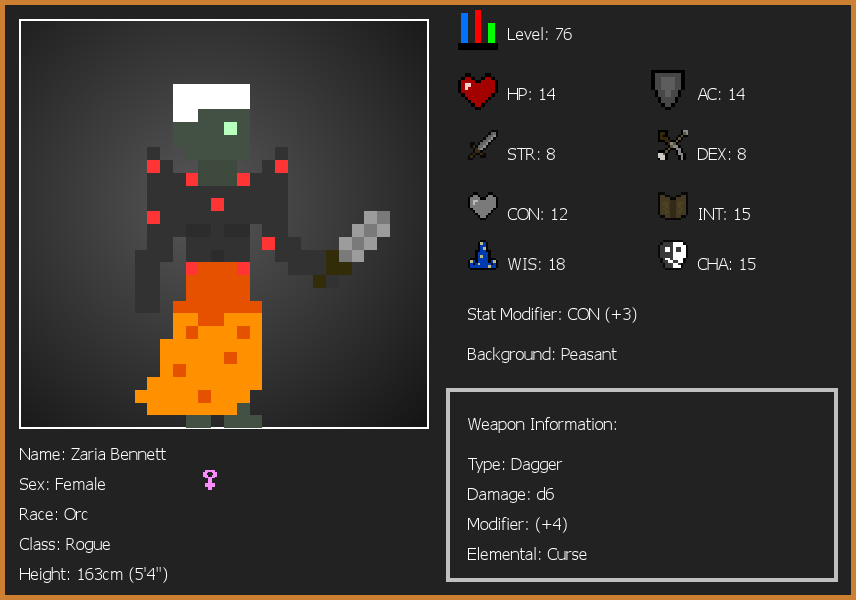 Level: 76
HP: 14
AC: 14
STR: 8
DEX: 8
CON: 12
INT: 15
WIS: 18
CHA: 15
Stat Modifier: CON (+3)
Background: Peasant
Weapon Information:
Type: Dagger
Damage: d6
Modifier: (+4)
Elemental: Curse
Name: Zaria Bennett
Sex: Female
Race: Orc
Class: Rogue
Height: 163cm (5'4")